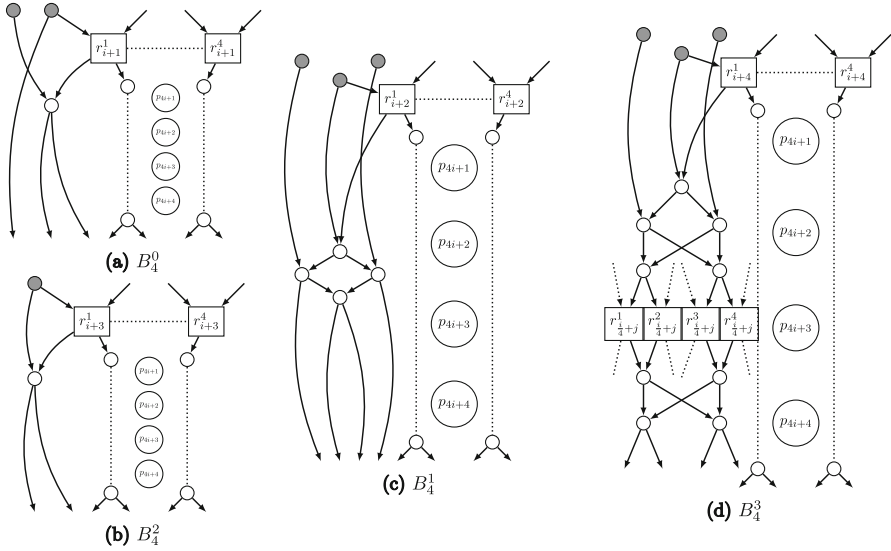 r^1_{i+1} r^4_{i+1}
p_{4i+1}
p_{4i+2}
p_{4i+3}
p_{4i+4}
(a) B^0_4
r^1_{i+3} r^4_{i+3}
p_{4i+1}
p_{4i+2}
p_{4i+3}
p_{4i+4}
(b) B^2_4
r^1_{i+2} r^4_{i+2}
p_{4i+1}
p_{4i+2}
p_{4i+3}
p_{4i+4}
(c) B^1_4
r^1_{i+4} r^4_{i+4}
p_{4i+1}
p_{4i+2}
r^1_{\frac{i}{4}+j} r^2_{\frac{i}{4}+j} r^3_{\frac{i}{4}+j} r^4_{\frac{i}{4}+j} p_{4i+3}
p_{4i+4}
(d) B^3_4